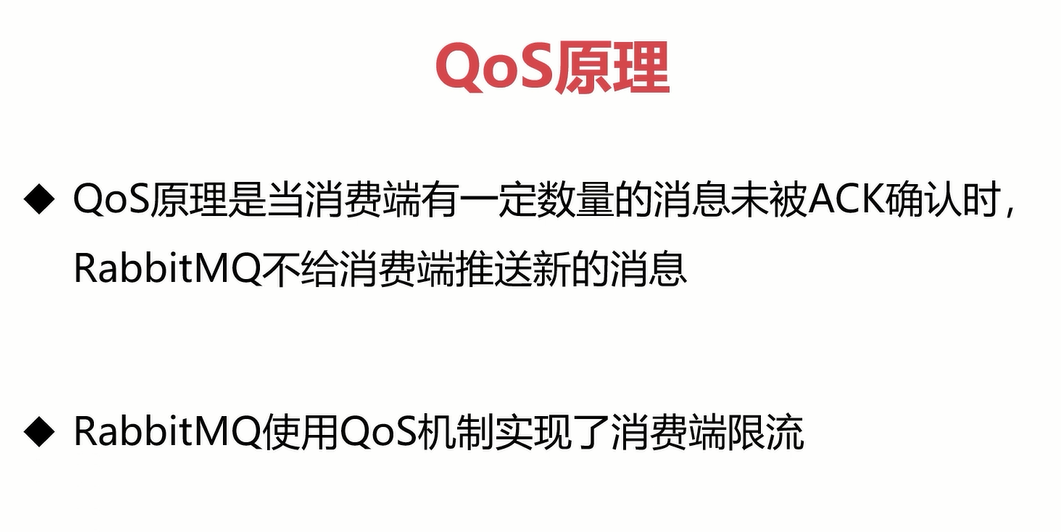 QoS原理
◆ QoS原理是当消费端有一定数量的消息未被ACK确认时，
RabbitMQ不给消费端推送新的消息
◆ RabbitMQ使用QoS机制实现了消费端限流